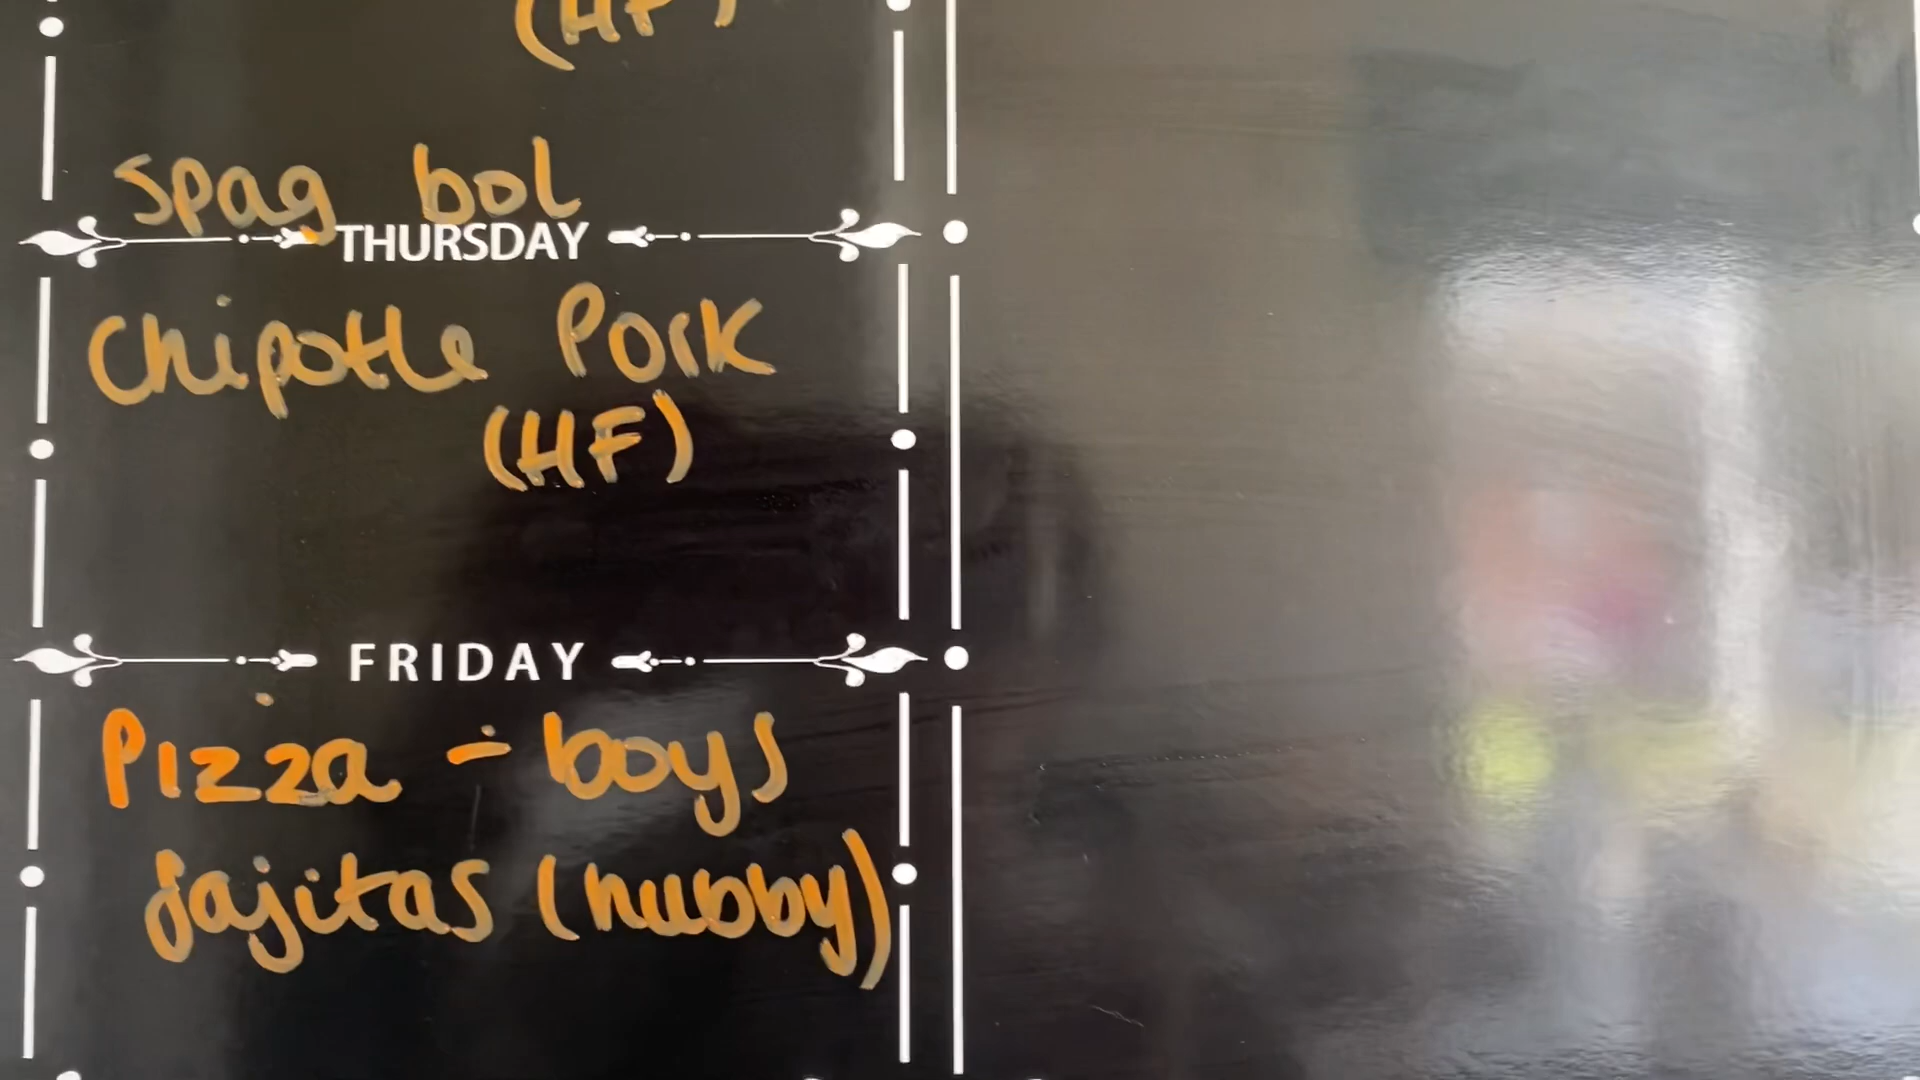 (HF)
Spag bol
THURSDAY
Chipotle Pork
(HF)
FRIDAY
Pizza - boys
fajitas (hubby)